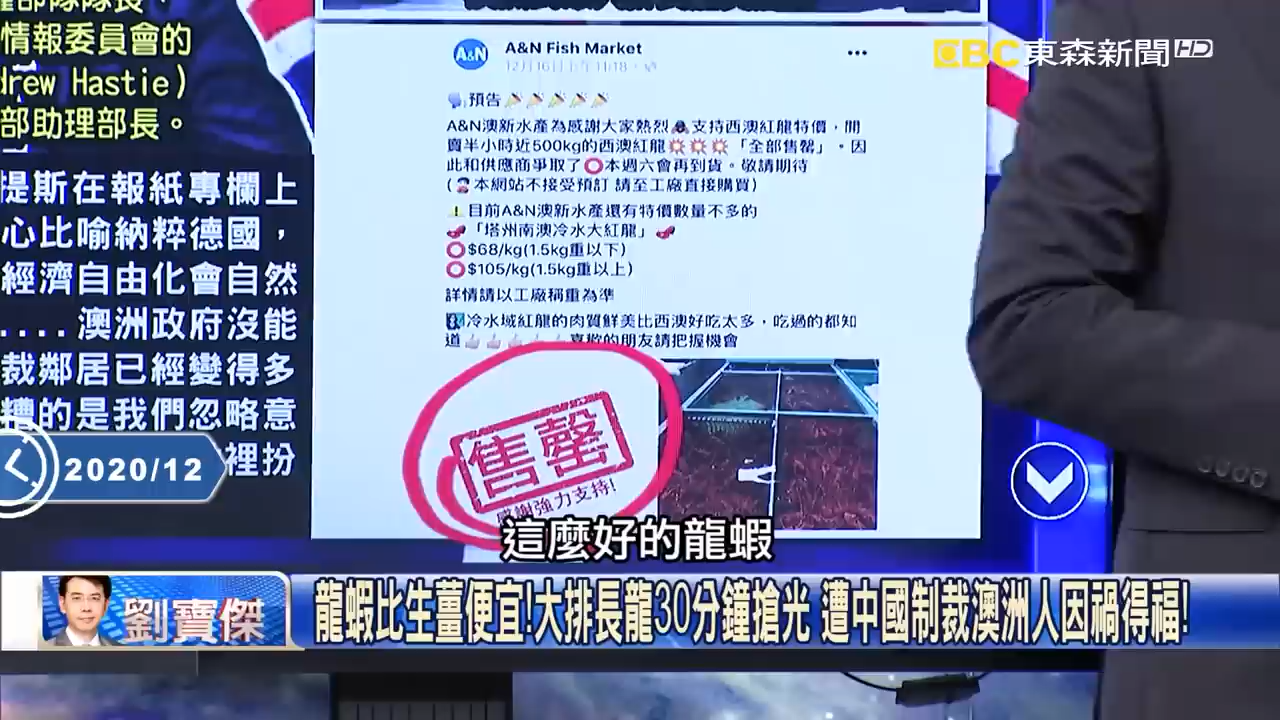 情報委員會的
drew Hastie)
部助理部長。
提斯在報紙專欄上
心比喻納粹德國，
經濟自由化會自然
....澳洲政府沒能
裁鄰居已經變得多
糟的是我們忽略意
裡扮
2020/12
A&N
A&N Fish Market
12月16日上午11:18
EBC東森新聞HD
預告
A&N澳新水產為感謝大家熱烈支持西澳紅龍特價，開
賣半小時近500kg的西澳紅龍「全部售罄」。因
此和供應商爭取了本週六會再到貨。敬請期待
(本網站不接受預訂 請至工廠直接購買)
目前A&N澳新水產還有特價數量不多的
「塔州南澳冷水大紅龍」
$68/kg(1.5kg重以下)
$105/kg(1.5kg重以上)
詳情請以工廠稱重為準
冷水域紅龍的肉質鮮美比西澳好吃太多，吃過的都知
道 喜歡的朋友請把握機會
售罄
感謝強力支持!
這麼好的龍蝦
劉寶傑
龍蝦比生薑便宜!大排長龍30分鐘搶光 遭中國制裁澳洲人因禍得福!